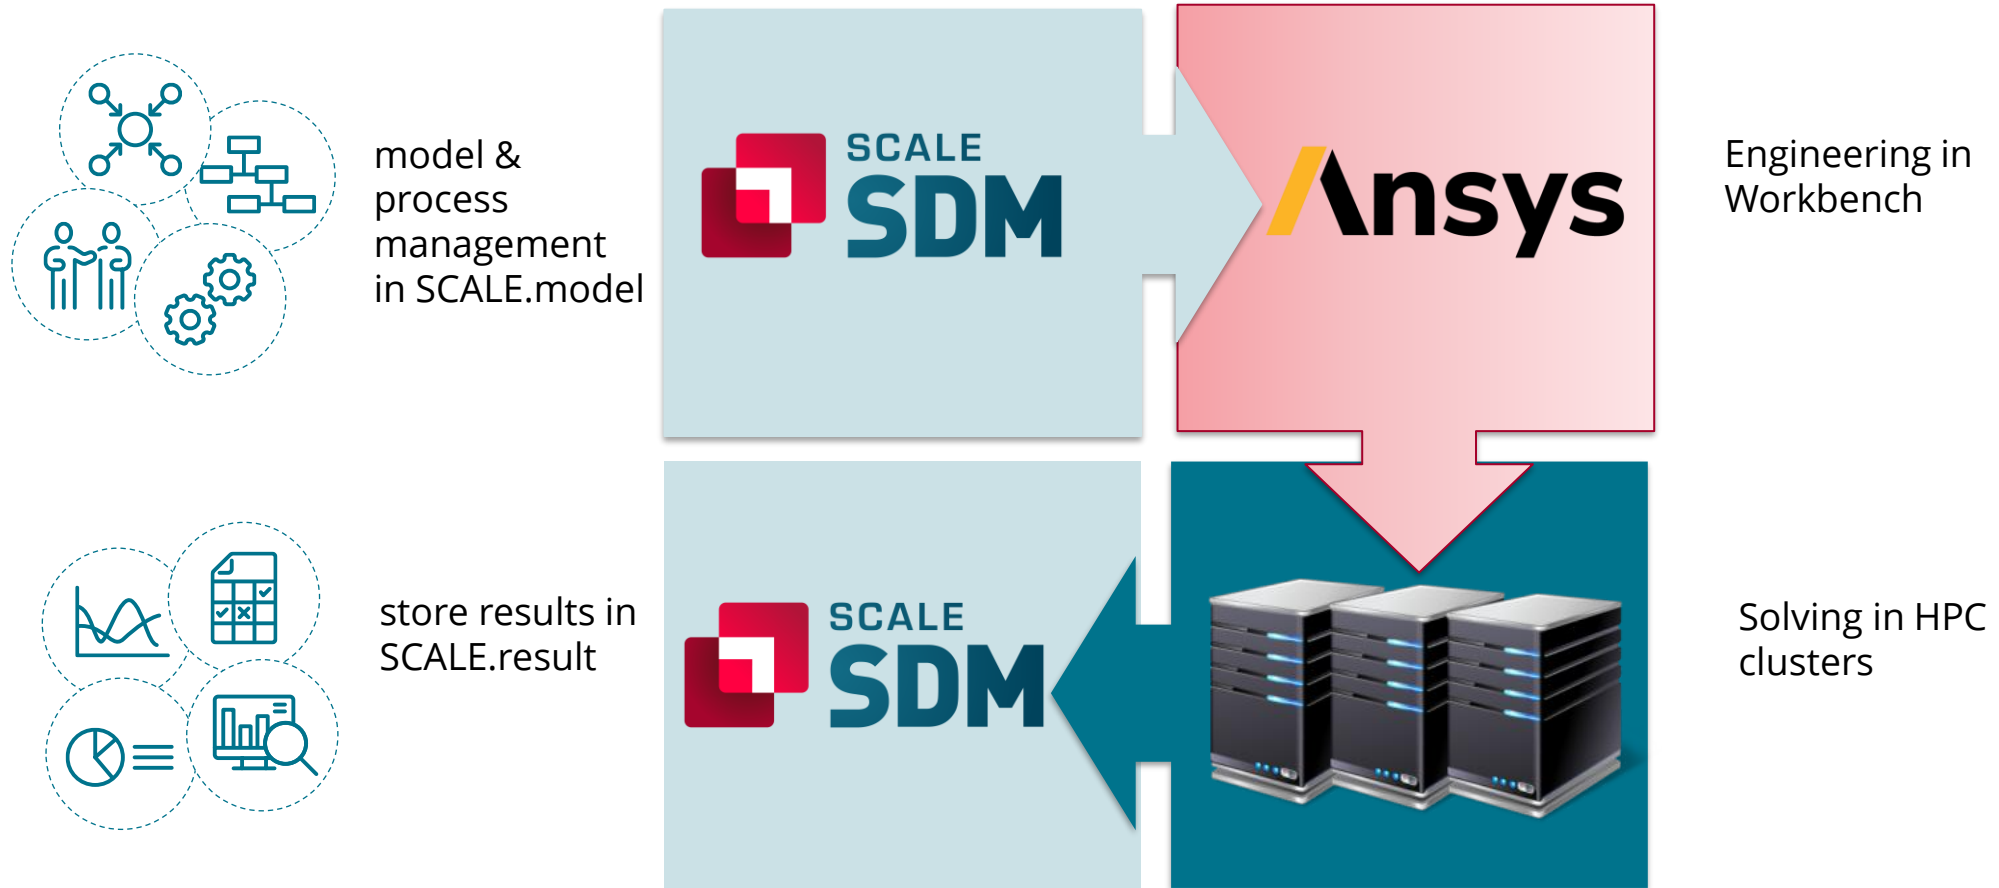 model &
process
management
in SCALE.model
SCALE
SDM
Ansys
Engineering in
Workbench
store results in
SCALE.result
SCALE
SDM
Solving in HPC
clusters